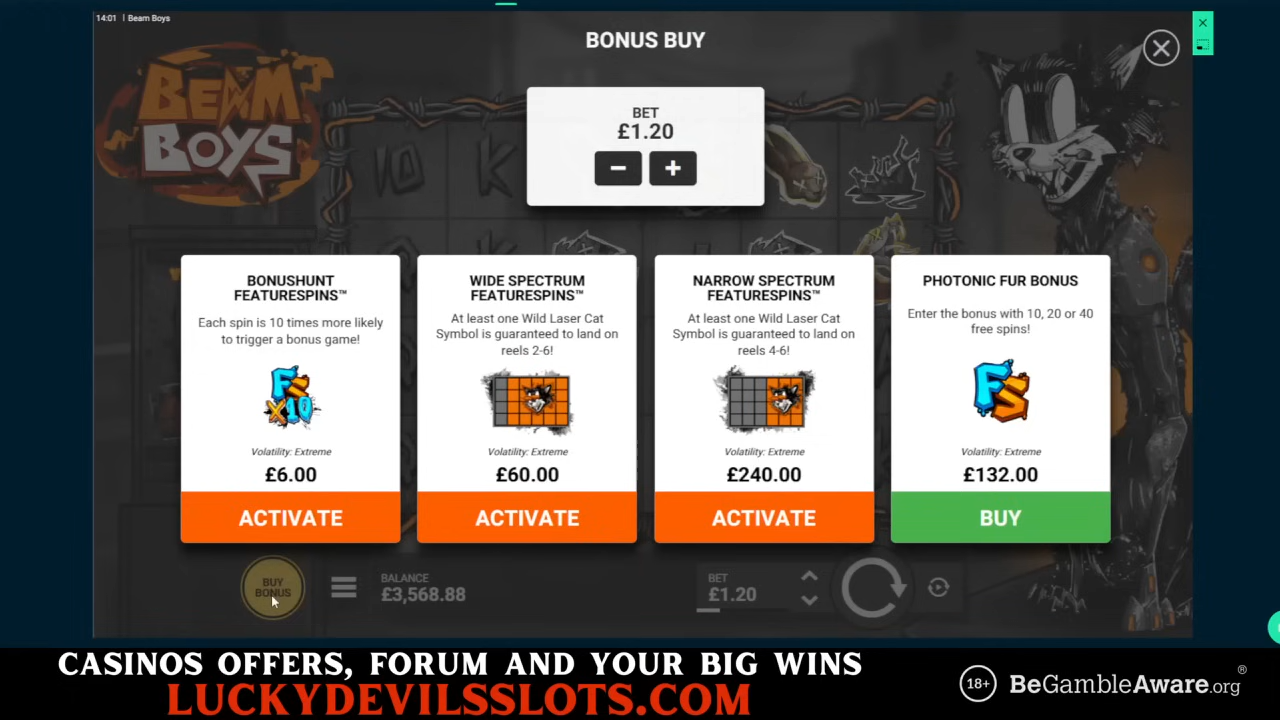 14:01 | Beam Boys
BONUS BUY
BEAM
BOYS
BET
£1.20
10 K
BONUSHUNT
FEATURESPINS™
Each spin is 10 times more likely
to trigger a bonus game!
FS
X10
Volatility: Extreme
£6.00
ACTIVATE
WIDE SPECTRUM
FEATURESPINS™
At least one Wild Laser Cat
Symbol is guaranteed to land on
reels 2-6!
Volatility: Extreme
£60.00
ACTIVATE
NARROW SPECTRUM
FEATURESPINS™
At least one Wild Laser Cat
Symbol is guaranteed to land on
reels 4-6!
Volatility: Extreme
£240.00
ACTIVATE
PHOTONIC FUR BONUS
Enter the bonus with 10, 20 or 40
free spins!
FS
Volatility: Extreme
£132.00
BUY
BUY
BONUS
BALANCE
£3,568.88
BET
£1.20
CASINOS OFFERS, FORUM AND YOUR BIG WINS
LUCKYDEVILSSLOTS.COM
18+ BeGambleAware.org®